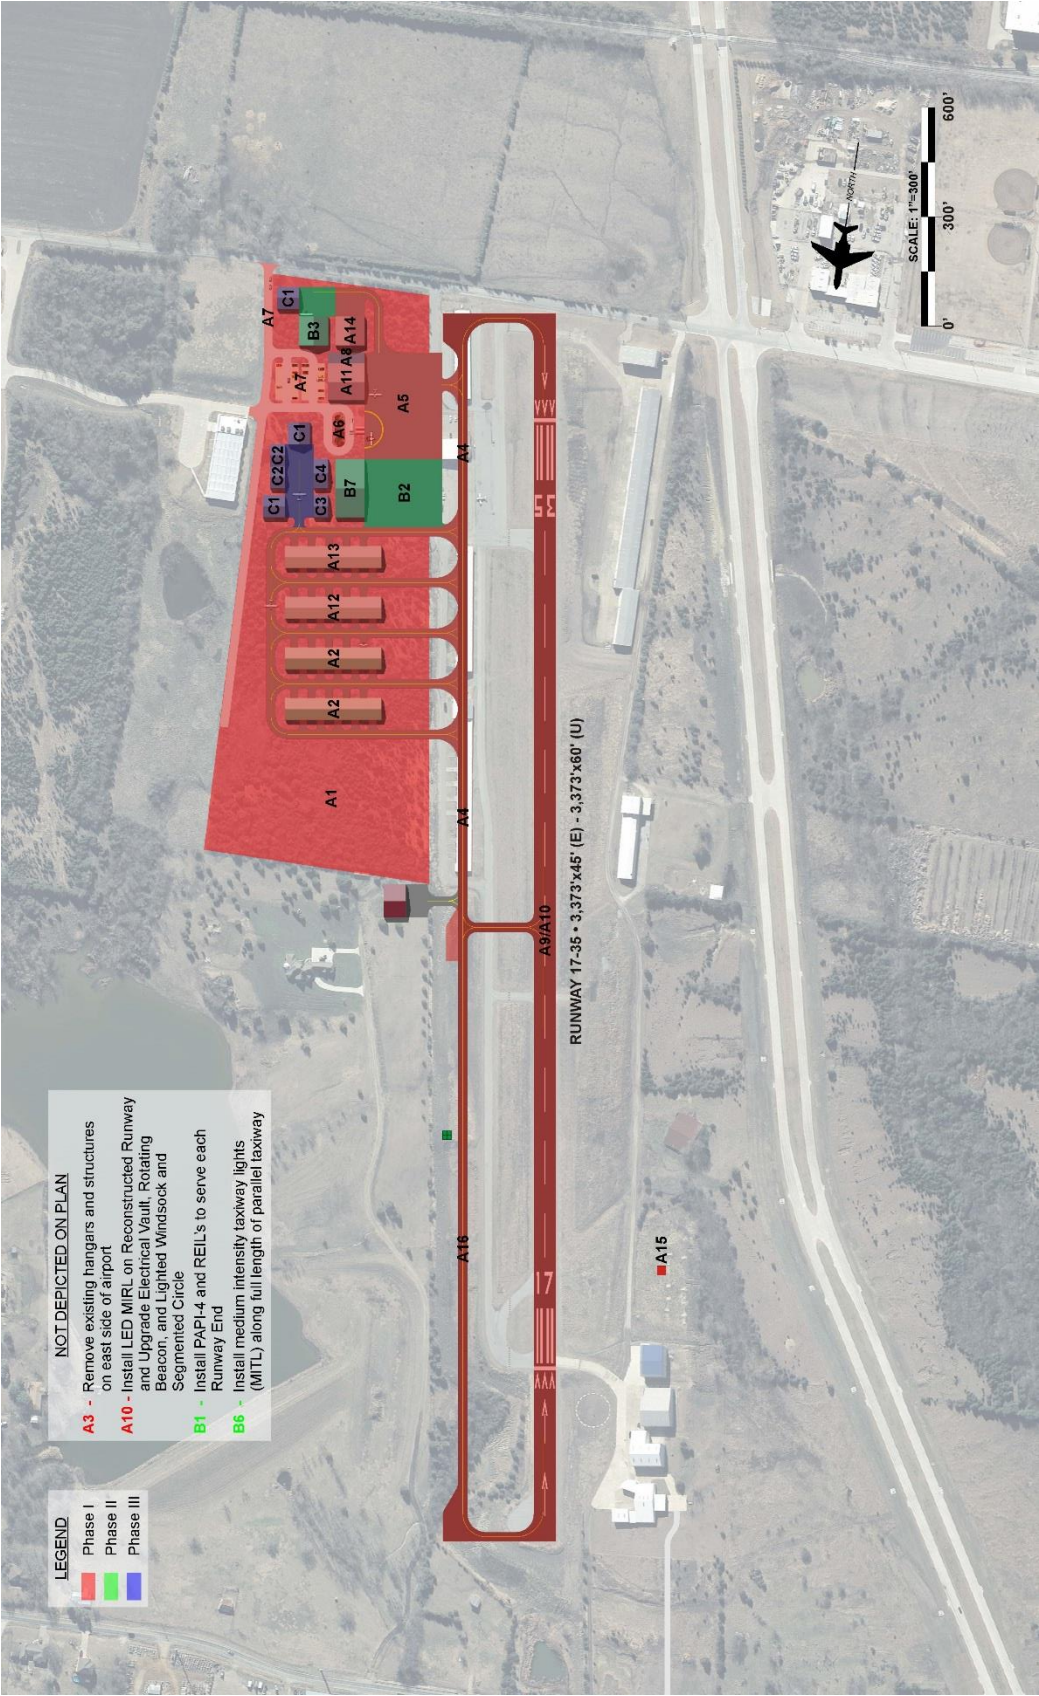 LEGEND
Phase I
Phase II
Phase III
NOT DEPICTED ON PLAN
A3 - Remove existing hangars and structures
on east side of airport
A10 - Install LED MIRL on Reconstructed Runway
and Upgrade Electrical Vault, Rotating
Beacon, and Lighted Windsock and
Segmented Circle
B1 - Install PAPI-4 and REIL's to serve each
Runway End
B6 - Install medium intensity taxiway lights
(MITL) along full length of parallel taxiway
A1
A2
A2
A12
A13
C1
C2
C2
C1
C3
C4
B7
B2
A6
A7
A7
C1
B3
A14
A8
A11
A5
A4
A4
A16
A9/A10
17
35
RUNWAY 17-35 • 3,373'x45' (E) - 3,373'x60' (U)
A15
NORTH
SCALE: 1"=300'
0'
300'
600'